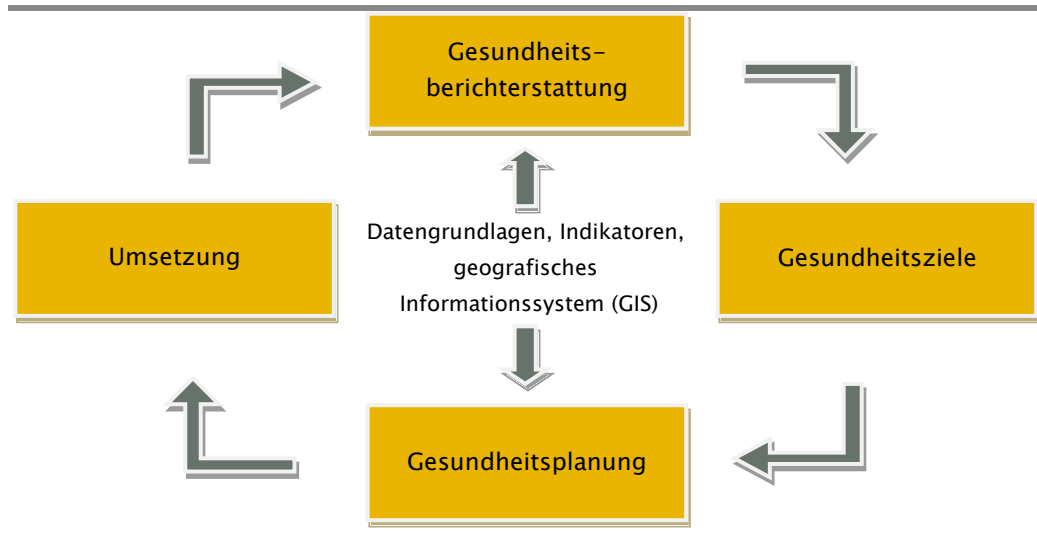 Gesundheits-
berichterstattung
Umsetzung
Datengrundlagen, Indikatoren,
geografisches
Informationssystem (GIS)
Gesundheitsziele
Gesundheitsplanung